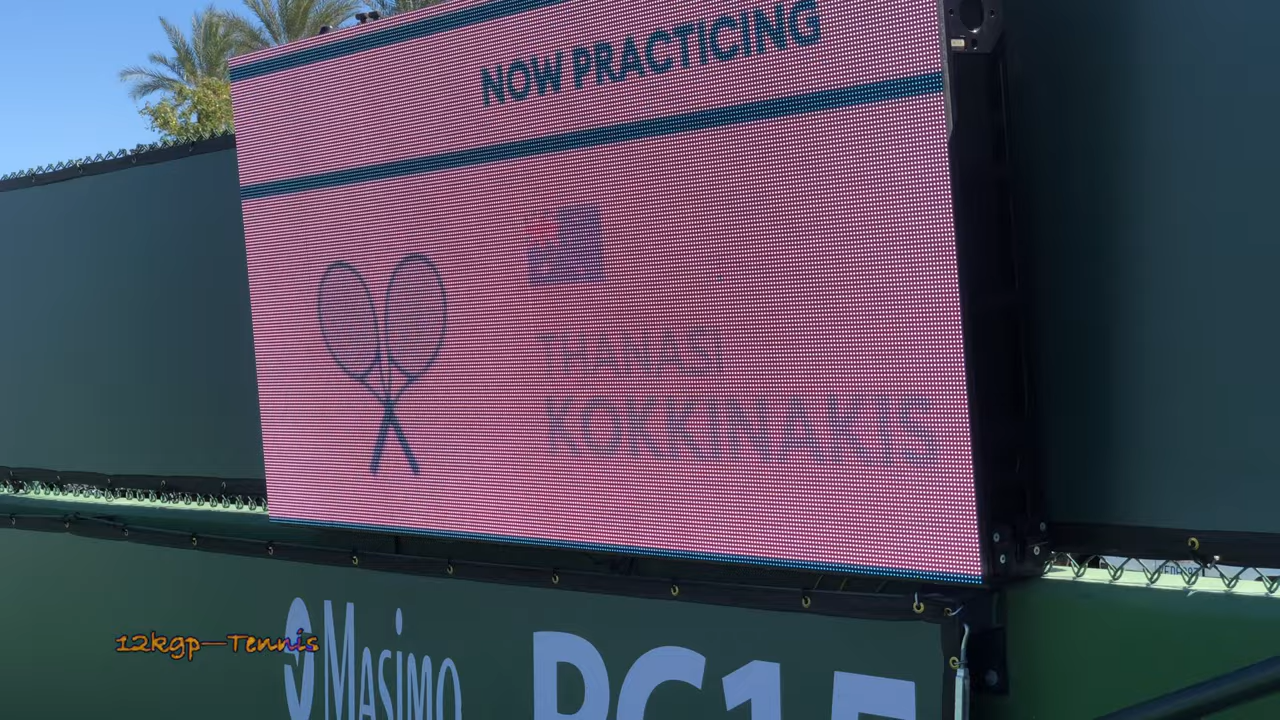 NOW PRACTICING
THANASI
KOKKINAKIS
12kgp—Tennis
Masimo
PC15